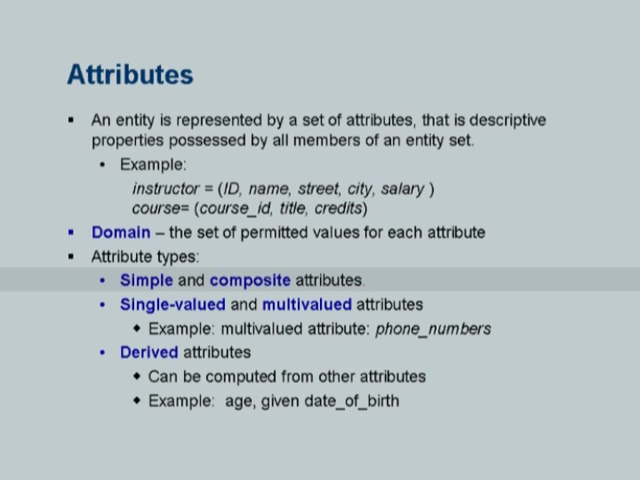 Attributes
▪ An entity is represented by a set of attributes, that is descriptive
properties possessed by all members of an entity set.
• Example:
instructor = (ID, name, street, city, salary )
course= (course_id, title, credits)
▪ Domain – the set of permitted values for each attribute
▪ Attribute types:
• Simple and composite attributes.
• Single-valued and multivalued attributes
◆ Example: multivalued attribute: phone_numbers
• Derived attributes
◆ Can be computed from other attributes
◆ Example: age, given date_of_birth